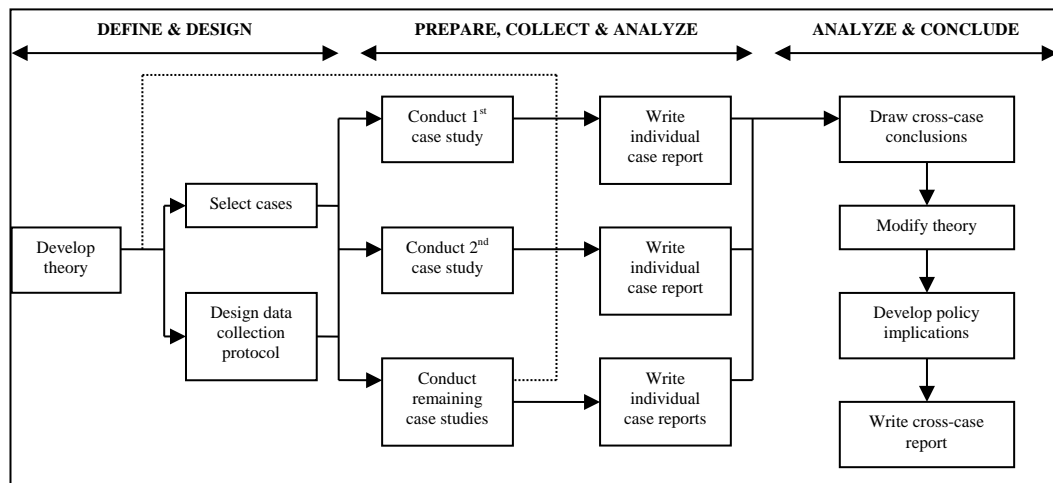 DEFINE & DESIGN
PREPARE, COLLECT & ANALYZE
ANALYZE & CONCLUDE
Develop
theory
Select cases
Design data
collection
protocol
Conduct 1st
case study
Conduct 2nd
case study
Conduct
remaining
case studies
Write
individual
case report
Write
individual
case report
Write
individual
case reports
Draw cross-case
conclusions
Modify theory
Develop policy
implications
Write cross-case
report